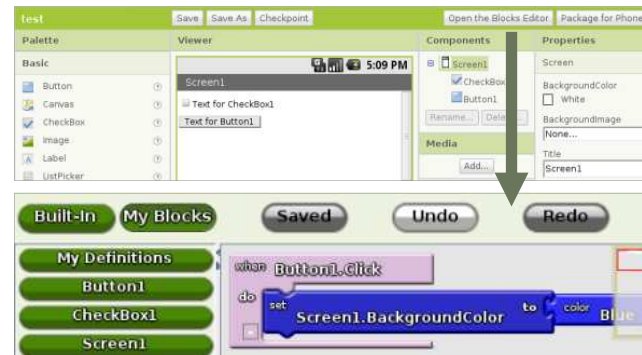 test Save Save As Checkpoint Open the Blocks Editor Package for Phone
Palette Viewer Components Properties
Basic
5:09 PM
Screen1
Screen
Screen1
Button
Canvas
CheckBox
Image
Label
ListPicker
Text for CheckBox1
Text for Button1
CheckBox
Button1
Rename...
Media
Add...
BackgroundColor
White
BackgroundImage
None...
Title
Screen1
Built-In My Blocks Saved Undo Redo
My Definitions
Button1
CheckBox1
Screen1
when Button1.Click
do set Screen1.BackgroundColor to color